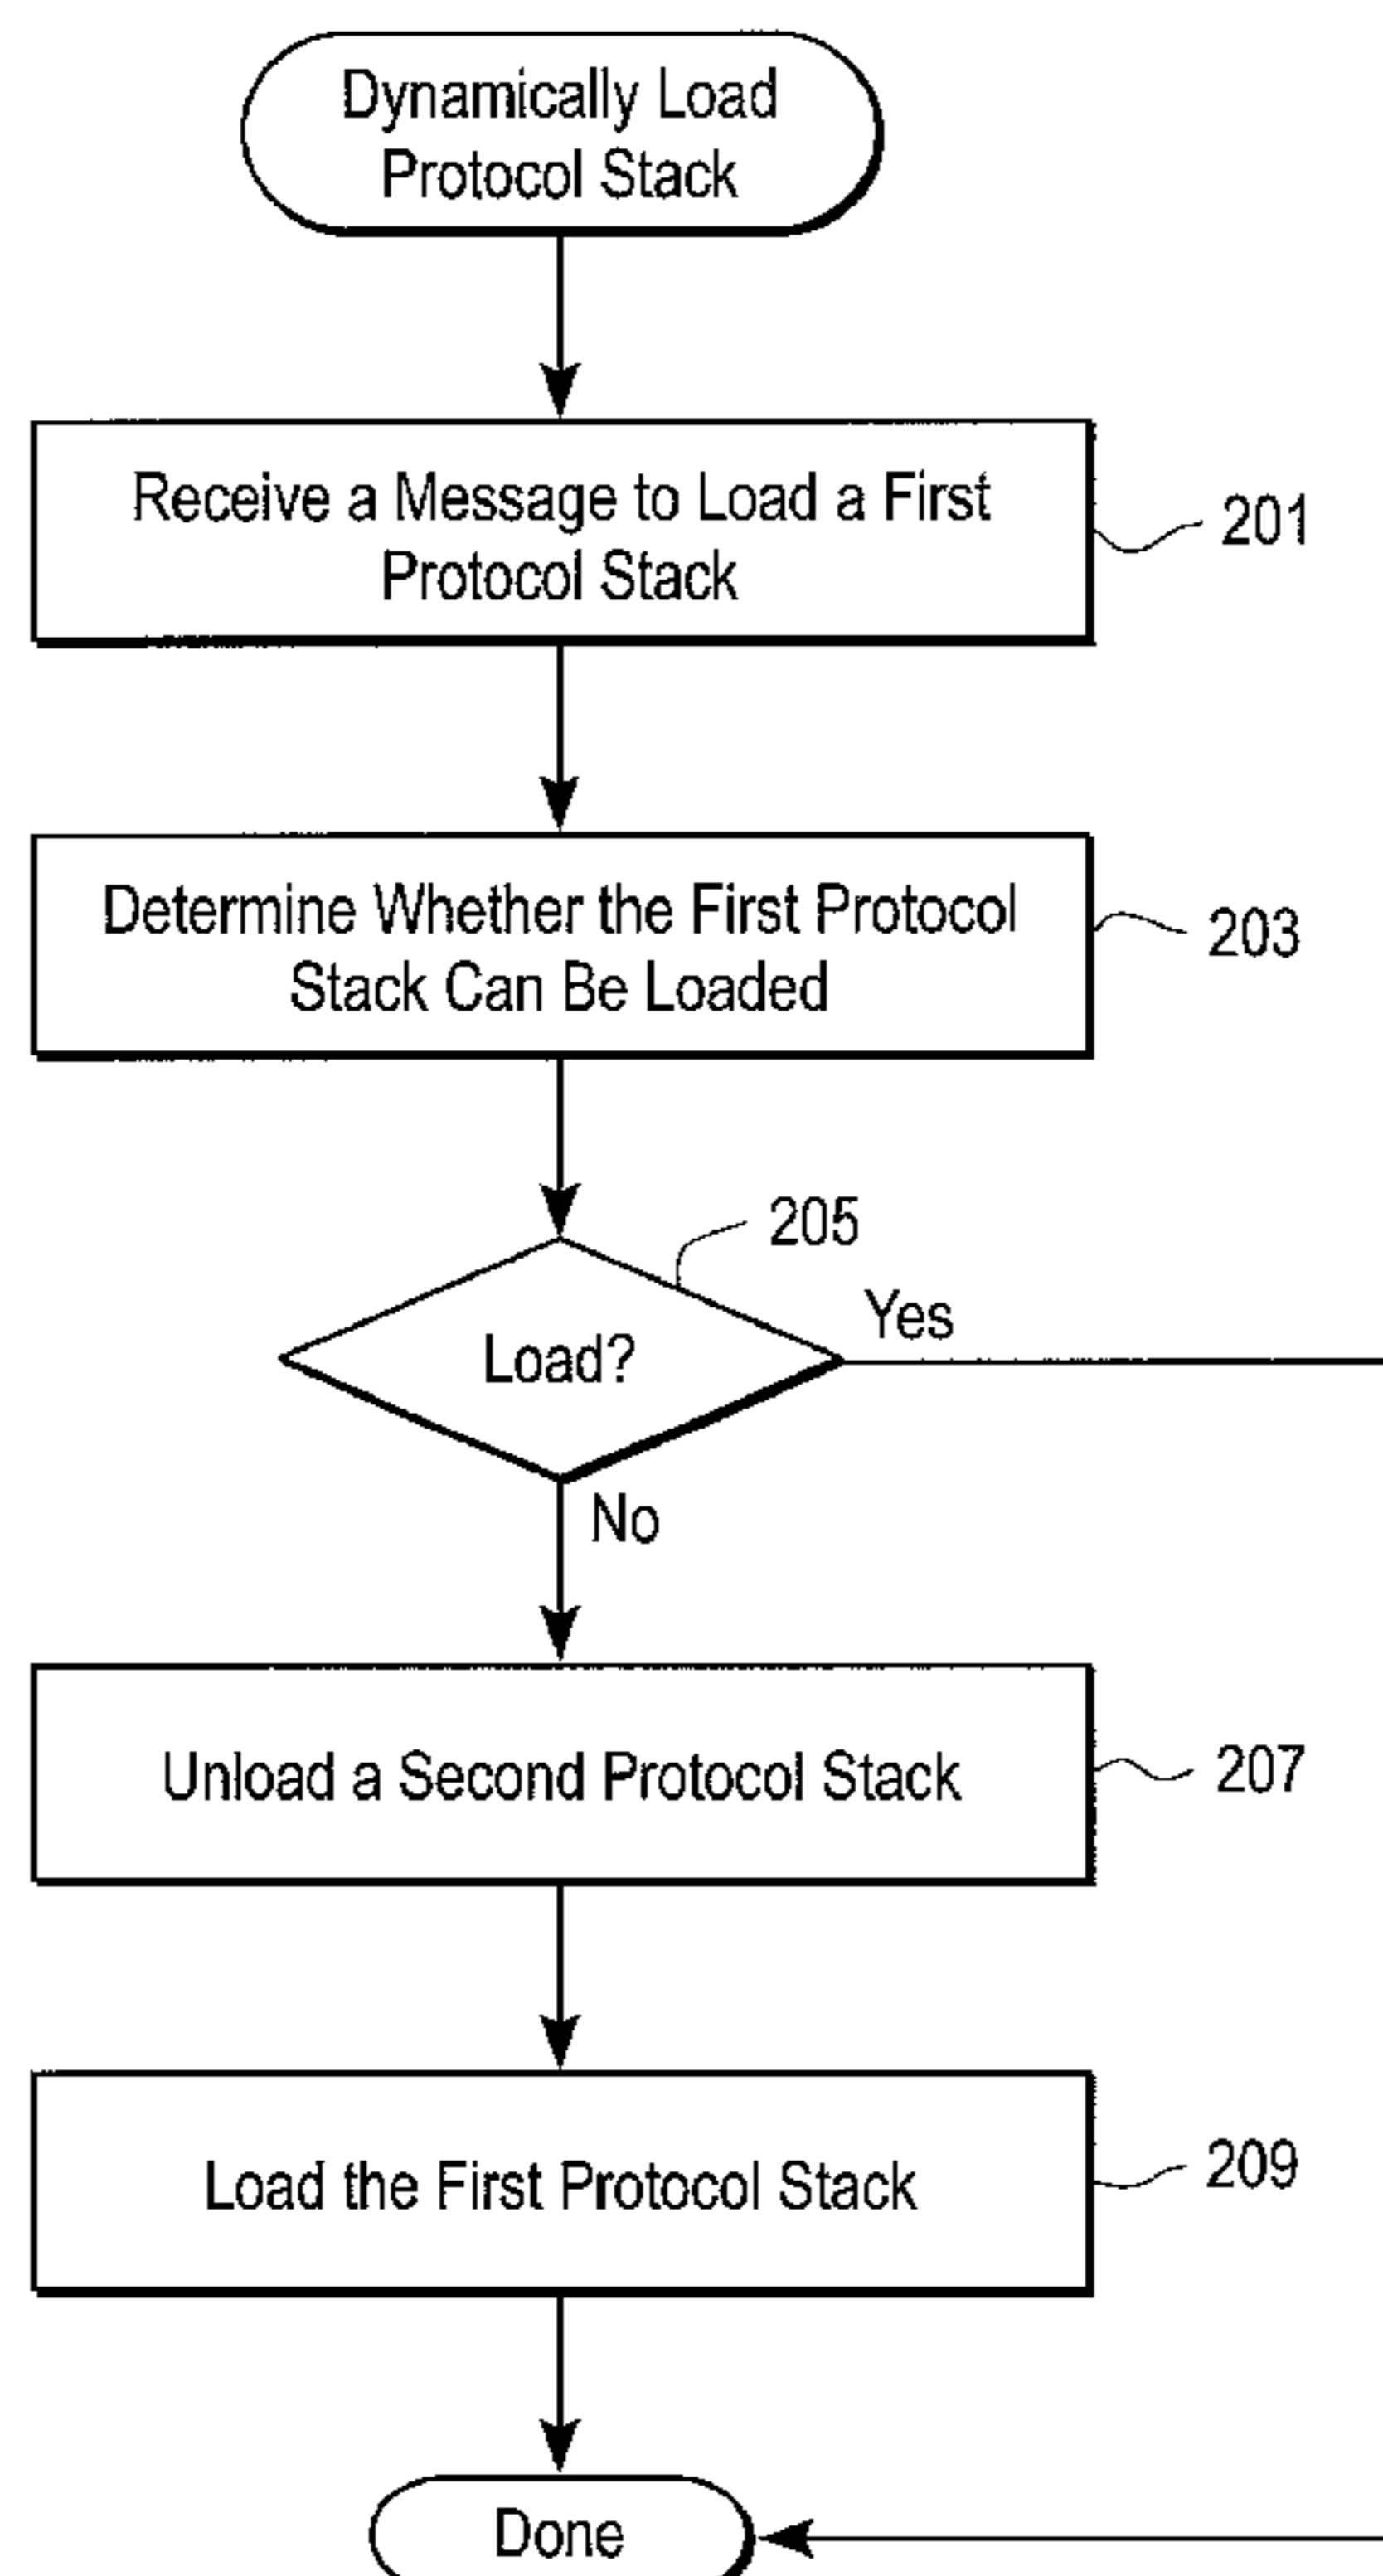 Dynamically Load
Protocol Stack
Receive a Message to Load a First
Protocol Stack
201
Determine Whether the First Protocol
Stack Can Be Loaded
203
205
Load?
Yes
No
Unload a Second Protocol Stack
207
Load the First Protocol Stack
209
Done